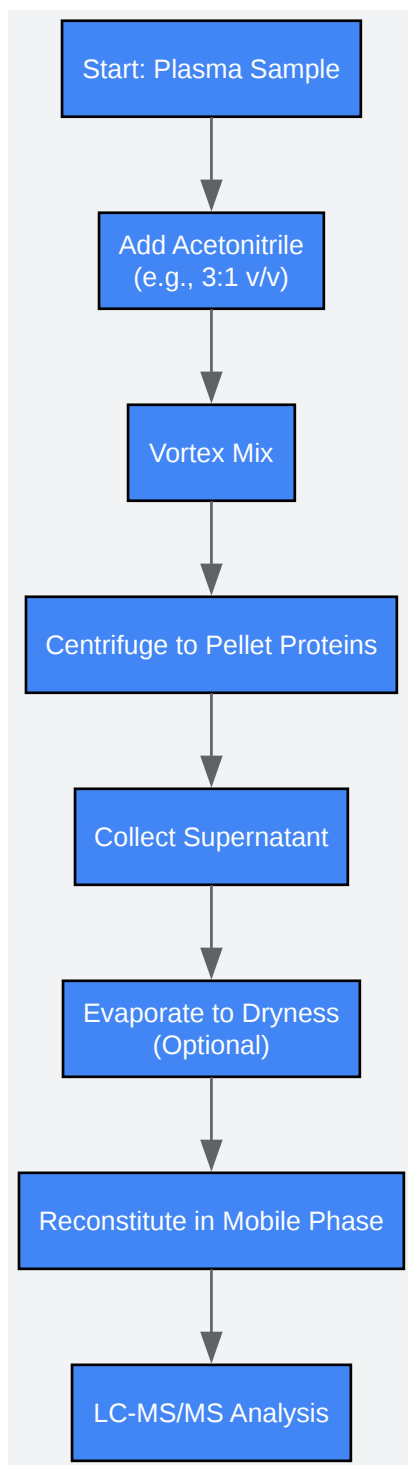 Start: Plasma Sample
Add Acetonitrile
(e.g., 3:1 v/v)
Vortex Mix
Centrifuge to Pellet Proteins
Collect Supernatant
Evaporate to Dryness
(Optional)
Reconstitute in Mobile Phase
LC-MS/MS Analysis